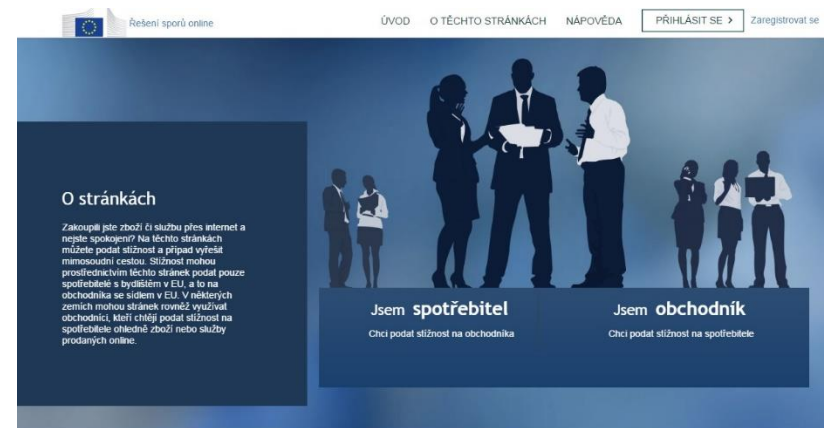 Řešení sporů online
ÚVOD O TĚCHTO STRÁNKÁCH NÁPOVĚDA PŘIHLÁSIT SE > Zaregistrovat se
O stránkách
Zakoupili jste zboží či službu přes internet a
nejste spokojeni? Na těchto stránkách
můžete podat stížnost a případ vyřešit
mimosoudní cestou. Stížnost mohou
prostřednictvím těchto stránek podat pouze
spotřebitelé s bydlištěm v EU, a to na
obchodníka se sídlem v EU. V některých
zemích mohou stránek rovněž využívat
obchodníci, kteří chtějí podat stížnost na
spotřebitele ohledně zboží nebo služby
prodaných online.
Jsem spotřebitel
Chci podat stížnost na obchodníka
Jsem obchodník
Chci podat stížnost na spotřebitele